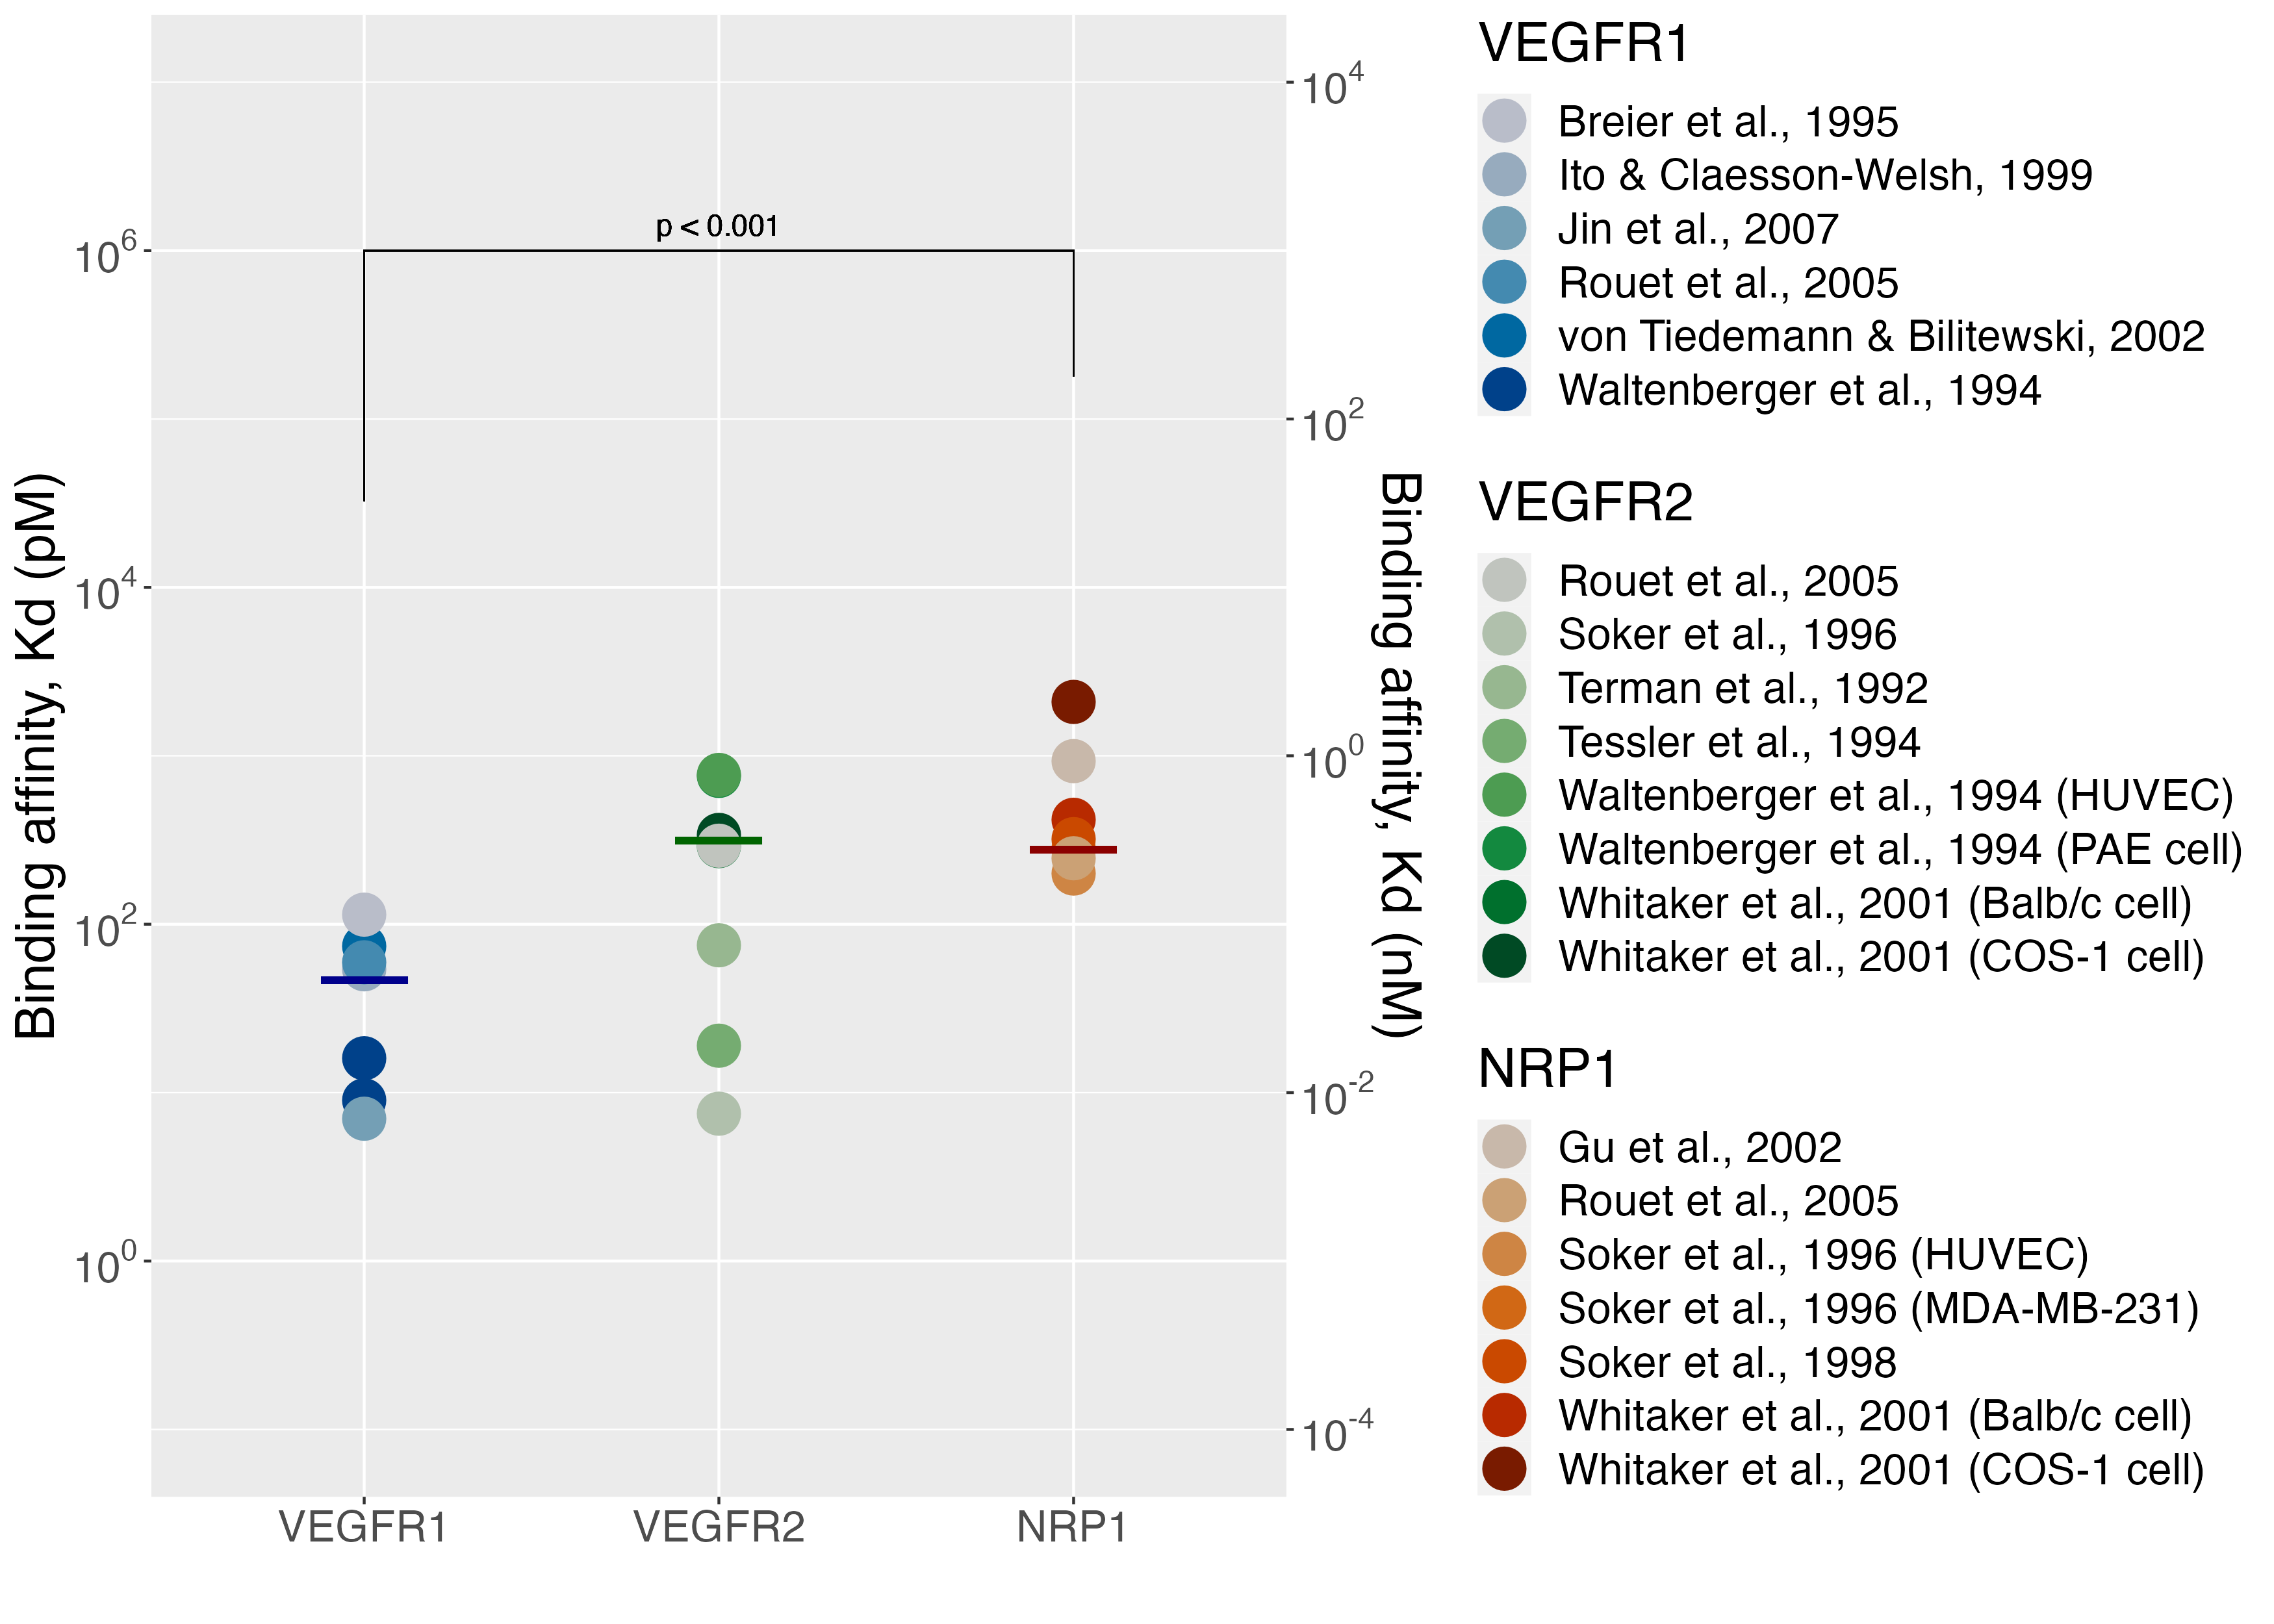 Binding affinity, Kd (pM)
10^6
10^4
10^2
10^0
p < 0.001
VEGFR1
VEGFR2
NRP1
10^4
10^2
10^0
10^-2
10^-4
Binding affinity, Kd (nM)
VEGFR1
Breier et al., 1995
Ito & Claesson-Welsh, 1999
Jin et al., 2007
Rouet et al., 2005
von Tiedemann & Bilitewski, 2002
Waltenberger et al., 1994
VEGFR2
Rouet et al., 2005
Soker et al., 1996
Terman et al., 1992
Tessler et al., 1994
Waltenberger et al., 1994 (HUVEC)
Waltenberger et al., 1994 (PAE cell)
Whitaker et al., 2001 (Balb/c cell)
Whitaker et al., 2001 (COS-1 cell)
NRP1
Gu et al., 2002
Rouet et al., 2005
Soker et al., 1996 (HUVEC)
Soker et al., 1996 (MDA-MB-231)
Soker et al., 1998
Whitaker et al., 2001 (Balb/c cell)
Whitaker et al., 2001 (COS-1 cell)